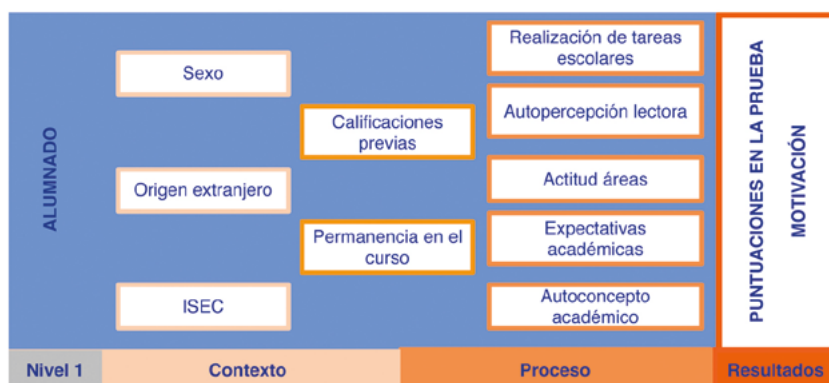 ALUMNADO
Sexo
Origen extranjero
ISEC
Calificaciones
previas
Permanencia en el
curso
Realización de tareas
escolares
Autopercepción lectora
Actitud áreas
Expectativas
académicas
Autoconcepto
académico
PUNTUACIONES EN LA PRUEBA
MOTIVACIÓN
Nivel 1
Contexto
Proceso
Resultados